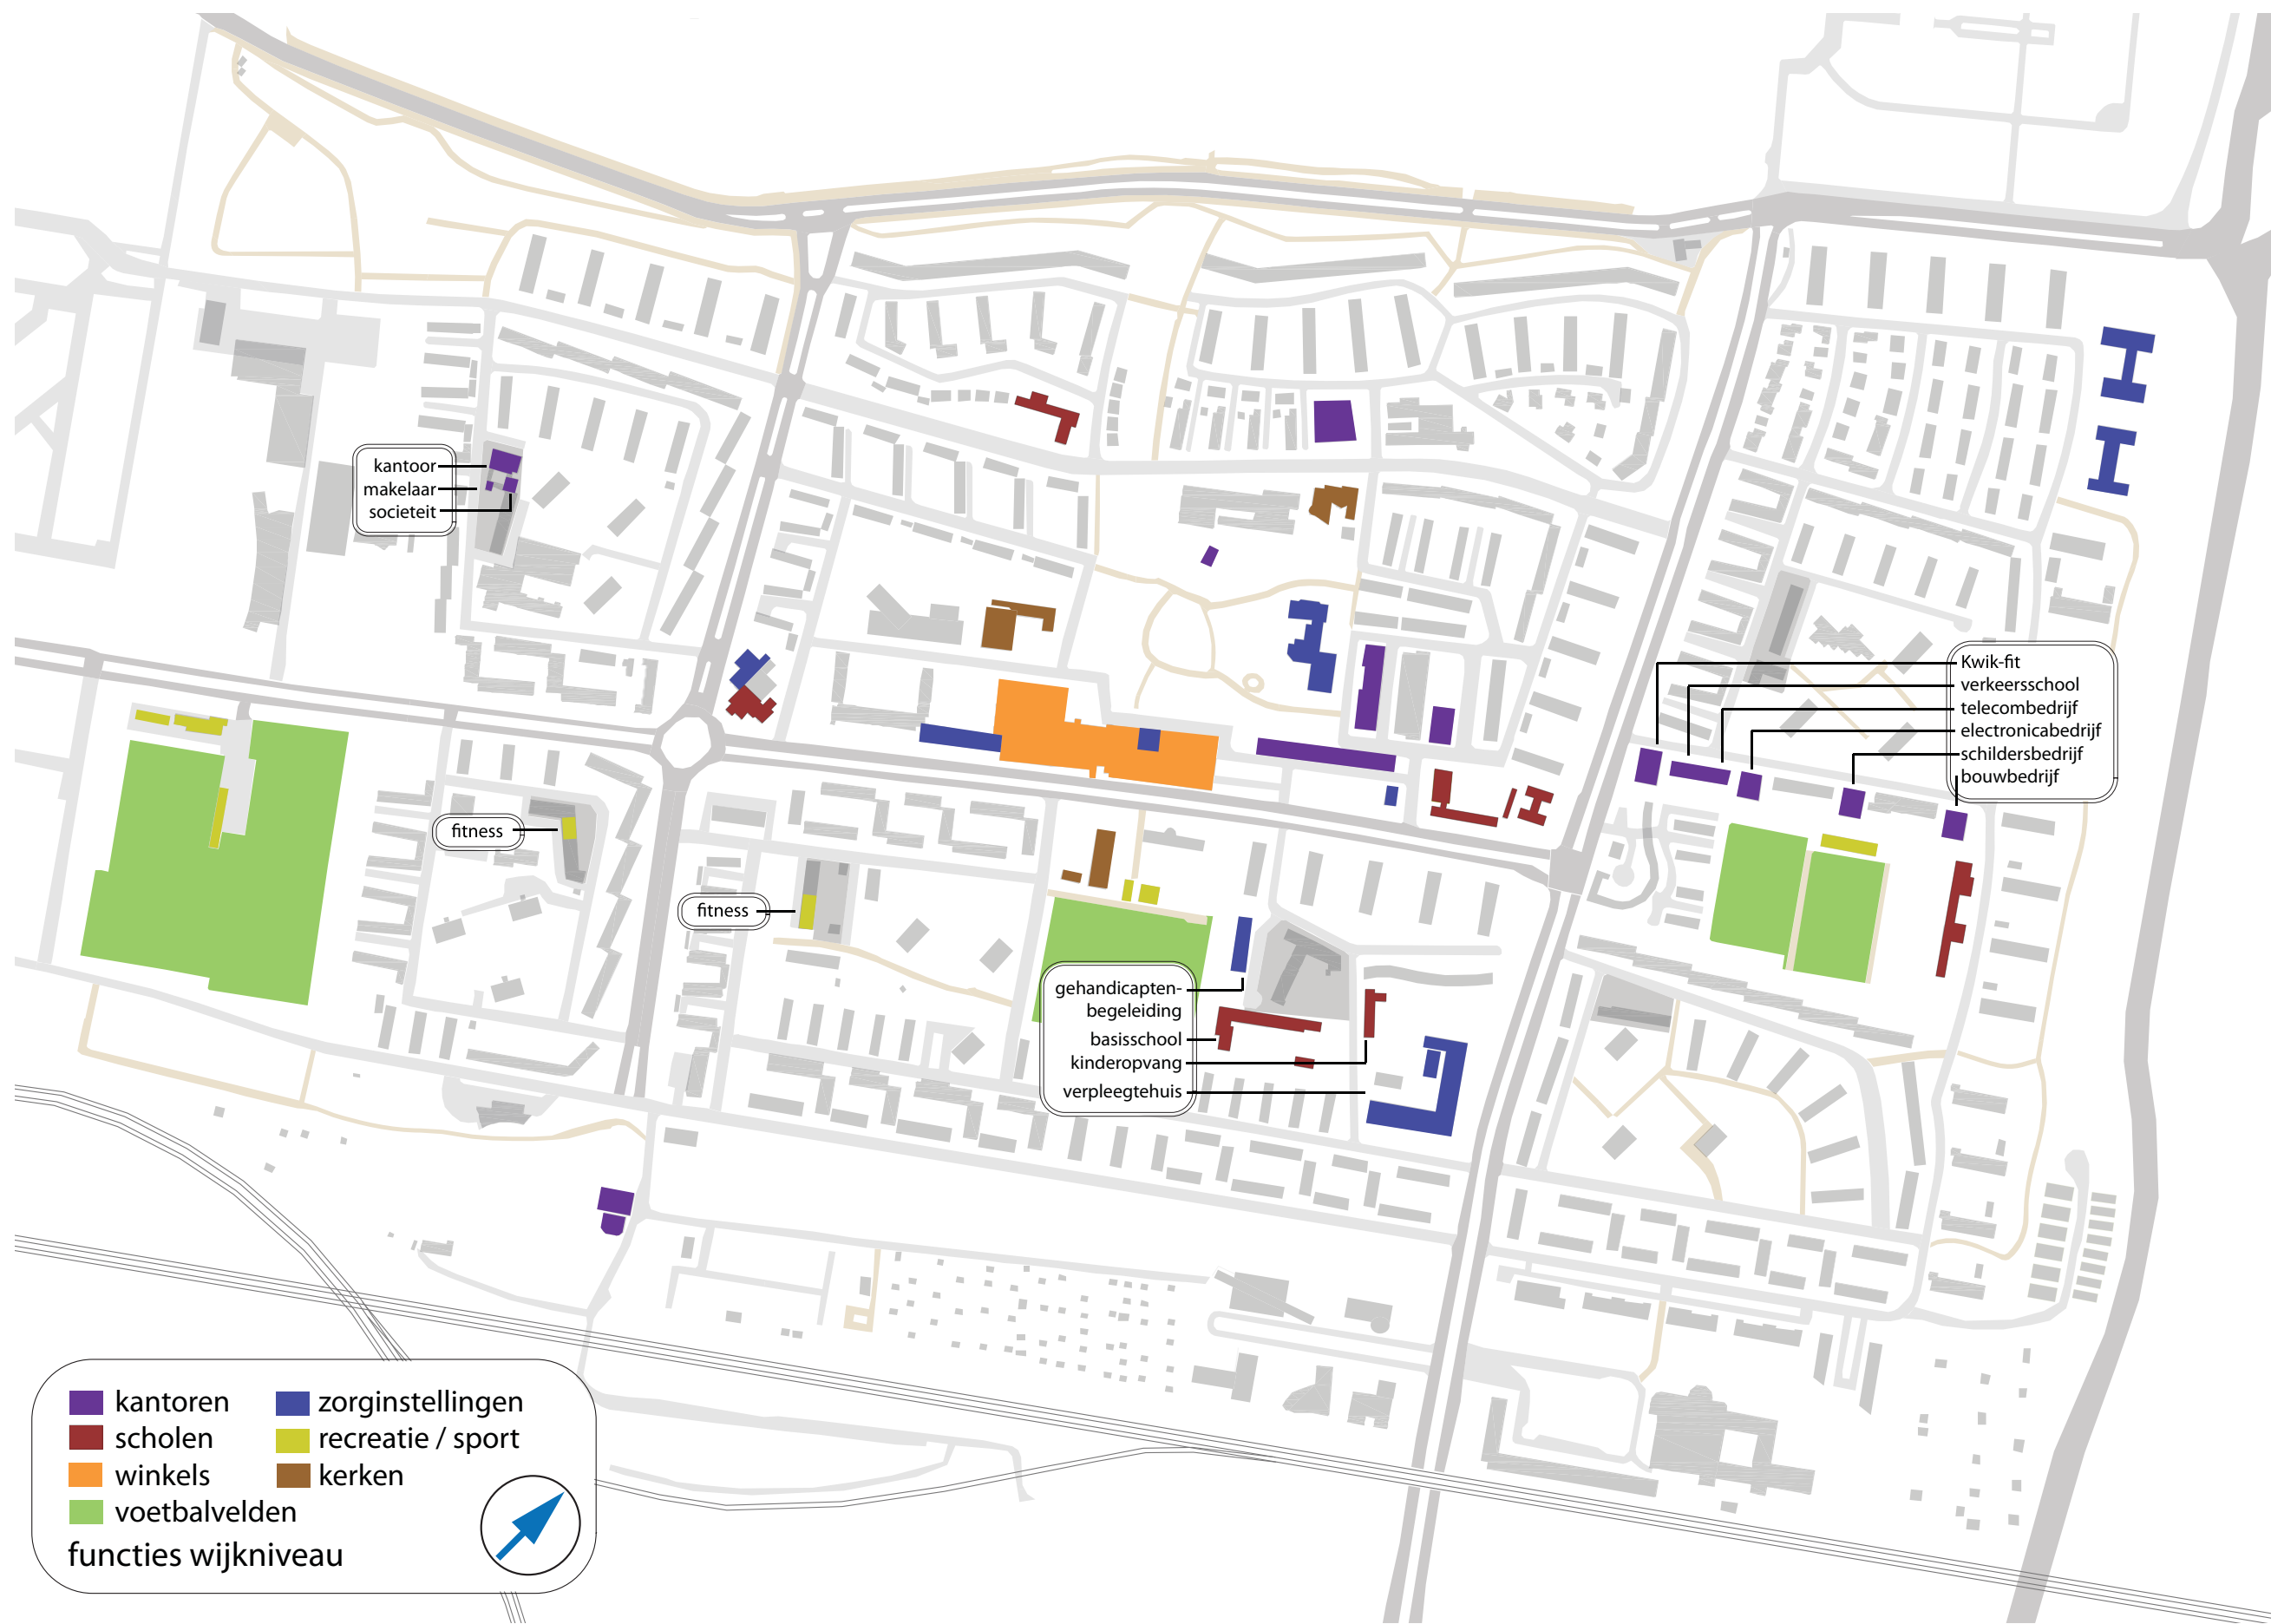 kantoor
makelaar
societeit
Kwik-fit
verkeersschool
telecombedrijf
electronicabedrijf
schildersbedrijf
bouwbedrijf
fitness
fitness
gehandicapten-
begeleiding
basisschool
kinderopvang
verpleegtehuis
kantoren
scholen
winkels
voetbalvelden
zorginstellingen
recreatie / sport
kerken
functies wijkniveau